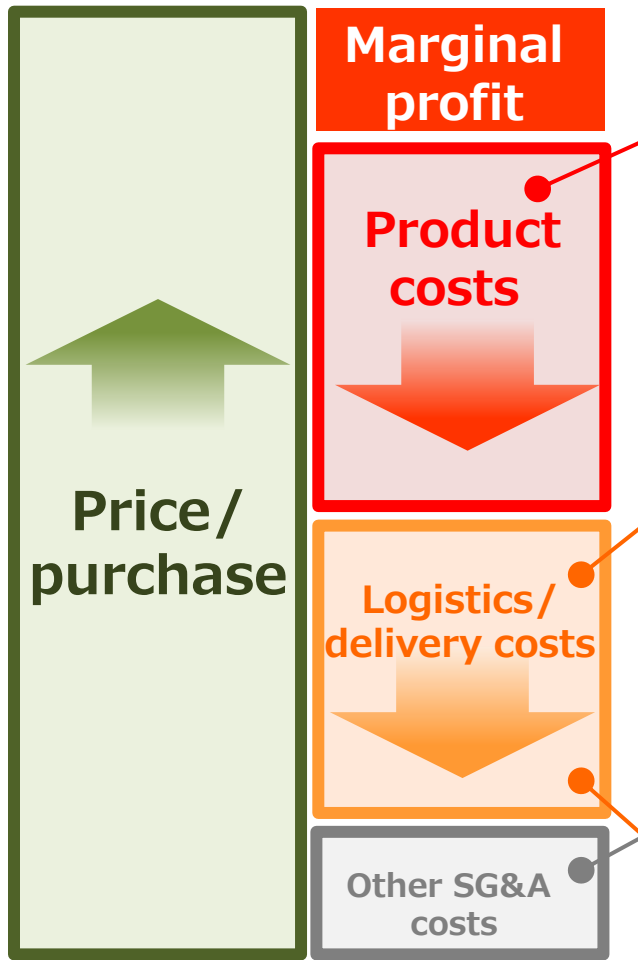 Marginal
profit
Product
costs
Price/
purchase
Logistics/
delivery costs
Other SG&A
costs